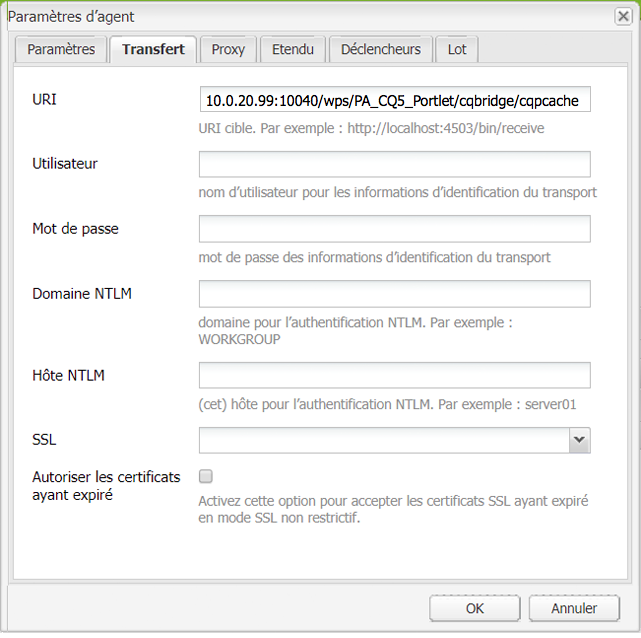 Paramètres d'agent
Paramètres Transfert Proxy Etendu Déclencheurs Lot
URI 10.0.20.99:10040/wps/PA_CQ5_Portlet/cqbridge/cqpcache
URI cible. Par exemple : http://localhost:4503/bin/receive
Utilisateur
nom d'utilisateur pour les informations d'identification du transport
Mot de passe
mot de passe des informations d'identification du transport
Domaine NTLM
domaine pour l'authentification NTLM. Par exemple :
WORKGROUP
Hôte NTLM
(cet) hôte pour l'authentification NTLM. Par exemple : server01
SSL
Autoriser les certificats
ayant expiré
Activez cette option pour accepter les certificats SSL ayant expiré
en mode SSL non restrictif.
OK Annuler